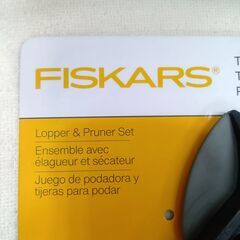 FISKARS®
Lopper & Pruner Set
Ensemble avec
élagueur et sécateur
Juego de podadora y
tijeras para podar